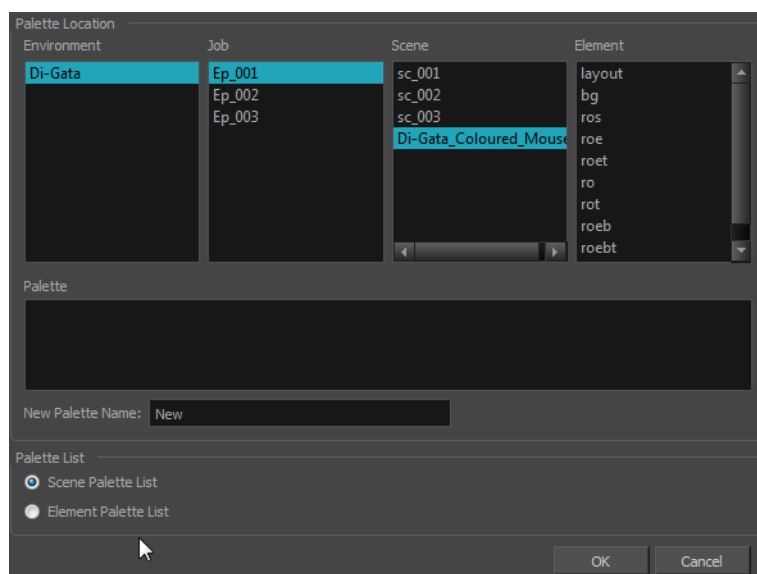 Palette Location
Environment Job Scene Element
Di-Gata Ep_001 sc_001 layout
Ep_002 sc_002 bg
Ep_003 sc_003 ros
Di-Gata_Coloured_Mouse roe
roet
ro
rot
roeb
roebt
Palette
New Palette Name: New
Palette List
Scene Palette List
Element Palette List
OK Cancel